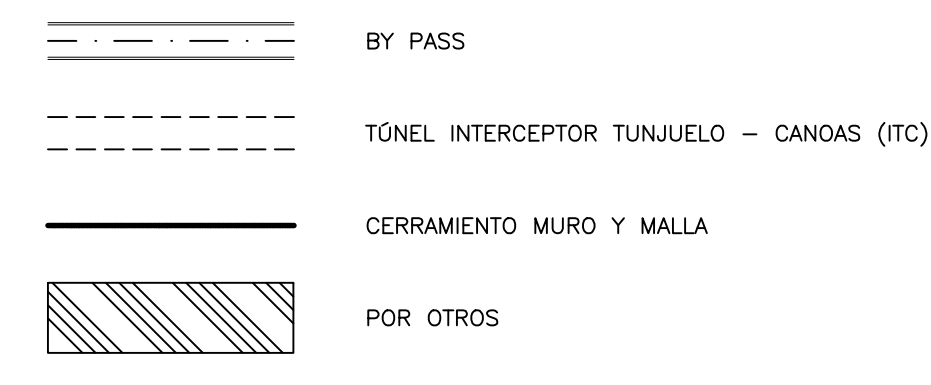 BY PASS
TÚNEL INTERCEPTOR TUNJUELO – CANOAS (ITC)
CERRAMIENTO MURO Y MALLA
POR OTROS